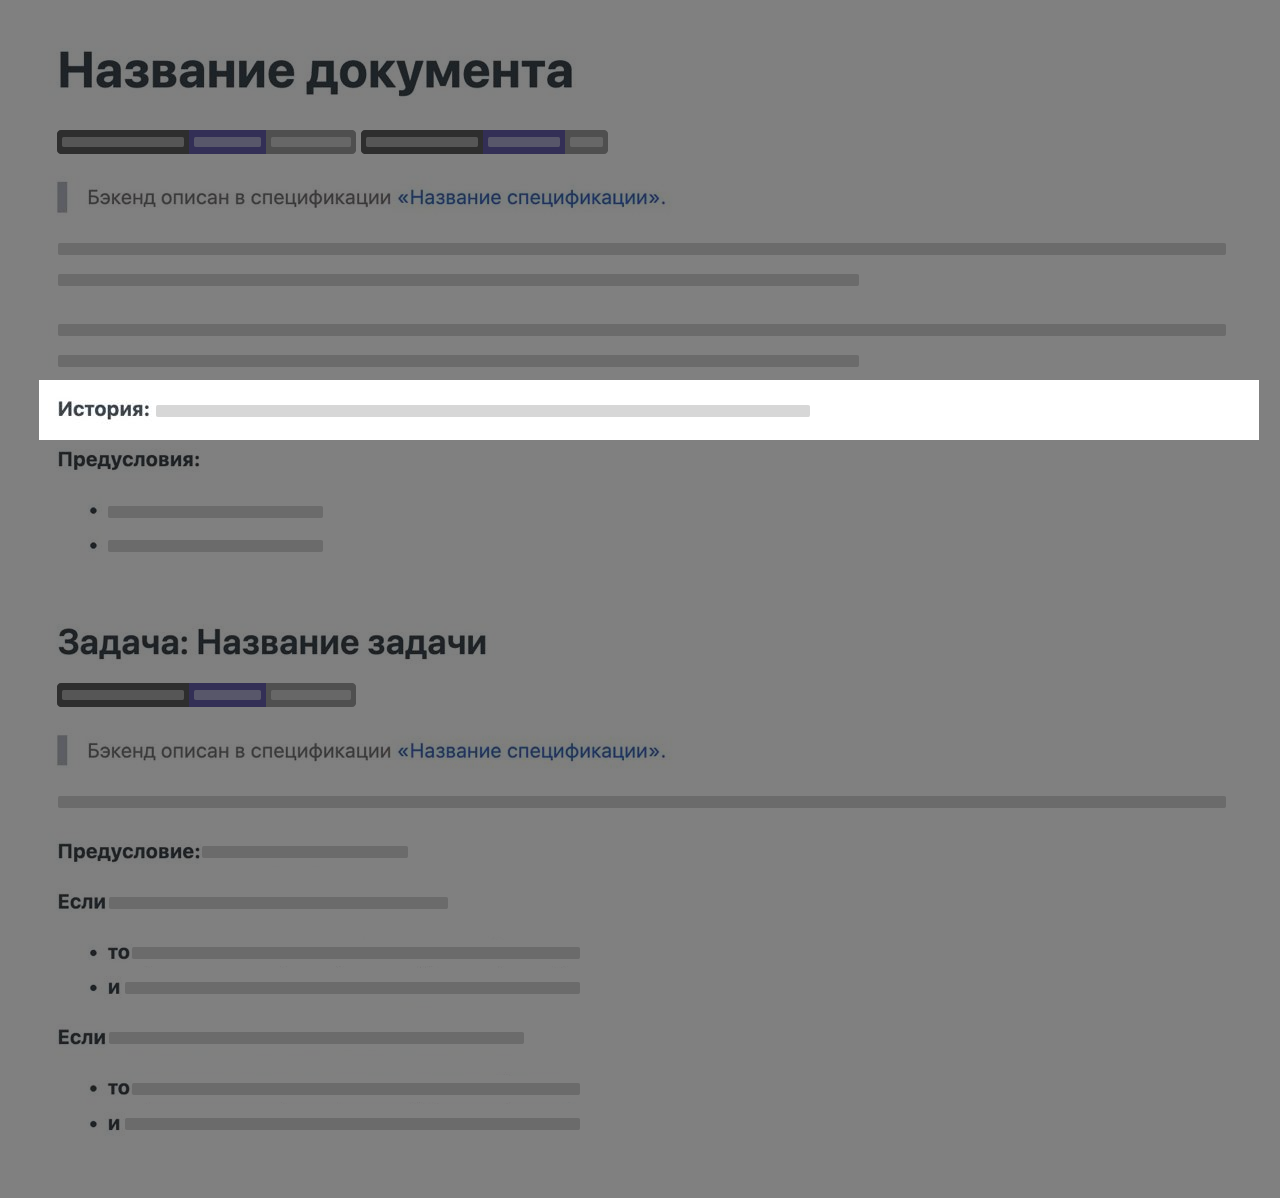 Название документа
Бэкенд описан в спецификации «Название спецификации».
История:
Предусловия:
Задача: Название задачи
Бэкенд описан в спецификации «Название спецификации».
Предусловие:
Если
• то
• и
Если
• то
• и